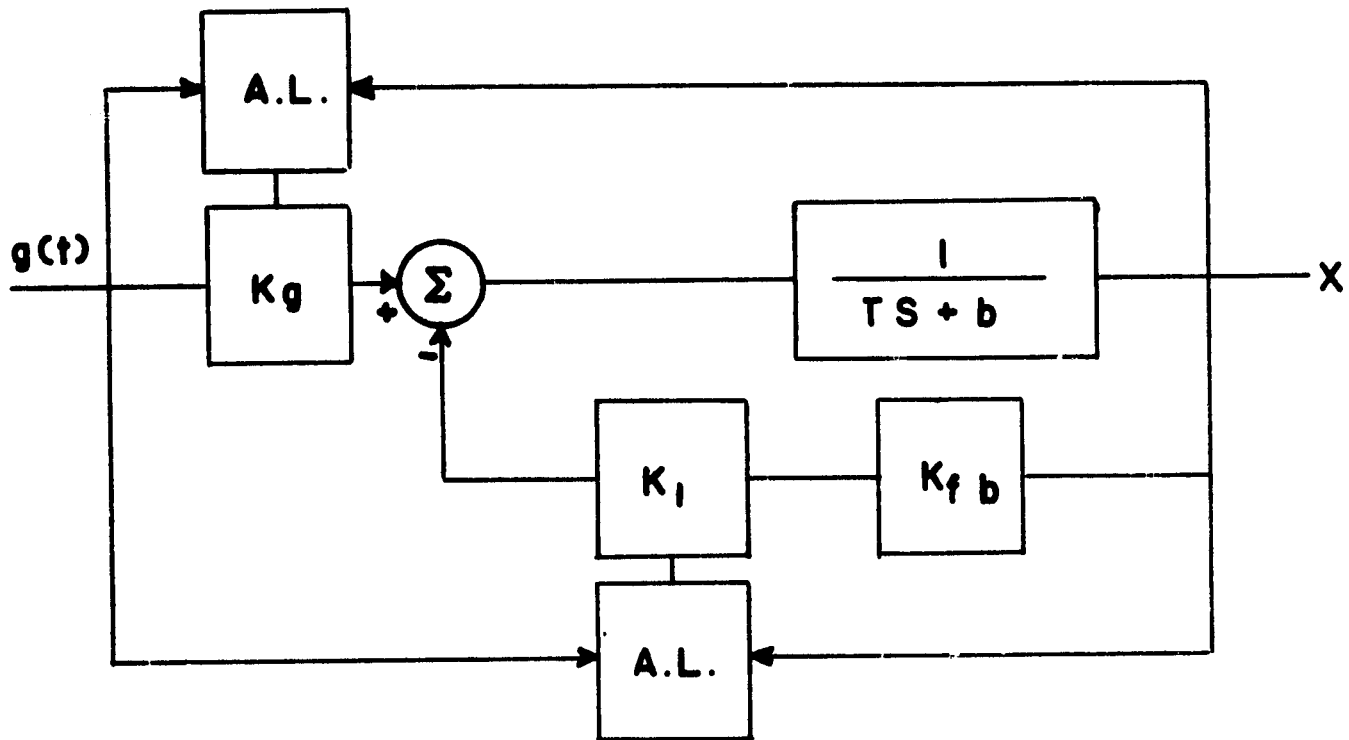 A.L.
g(t)
Kg
+
Σ
-
1
TS + b
X
K1
Kf b
A.L.